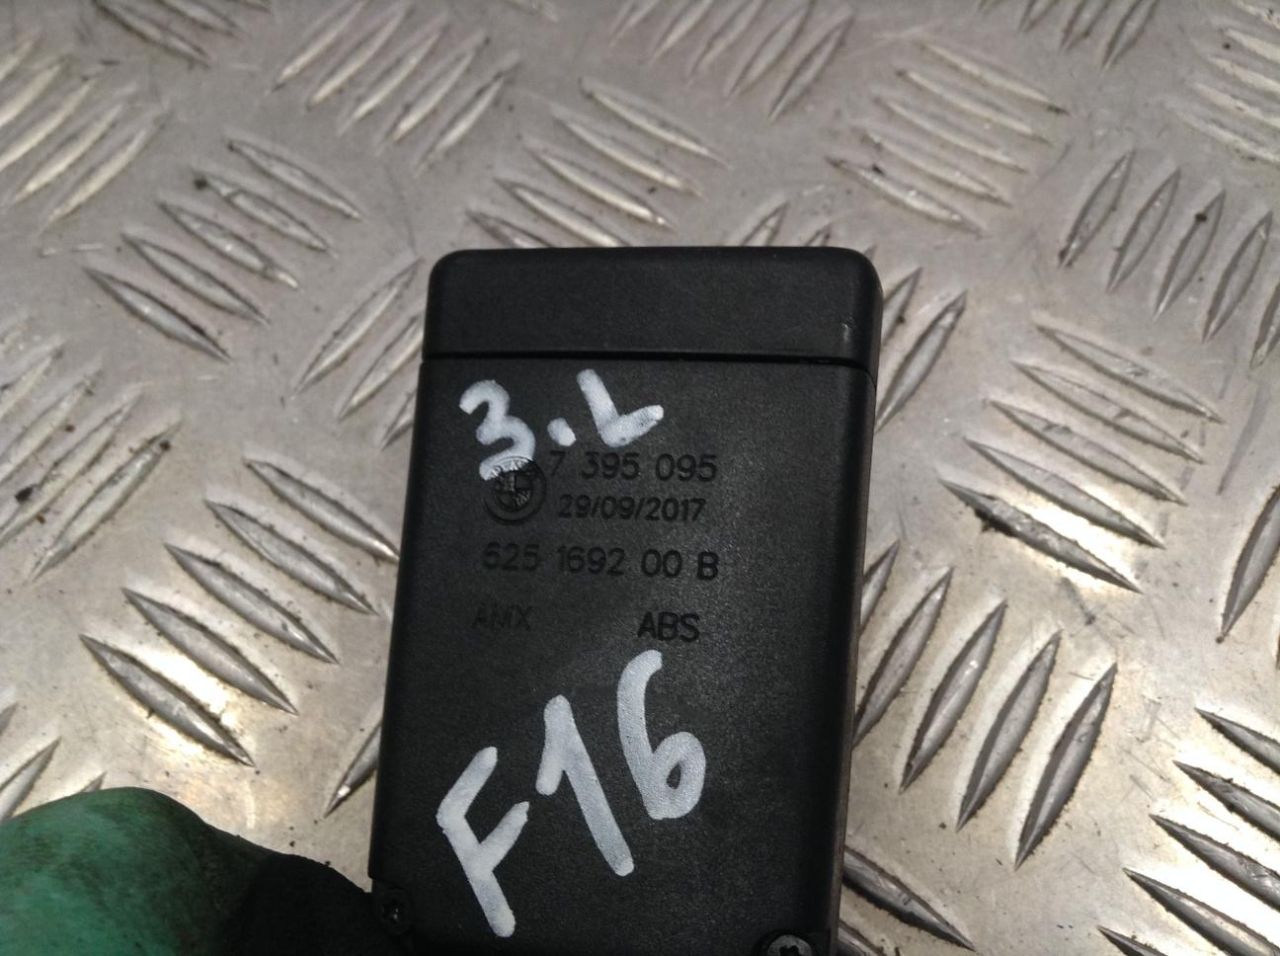 3.L
7 395 095
29/09/2017
625 1692 00 B
AMX ABS
F16